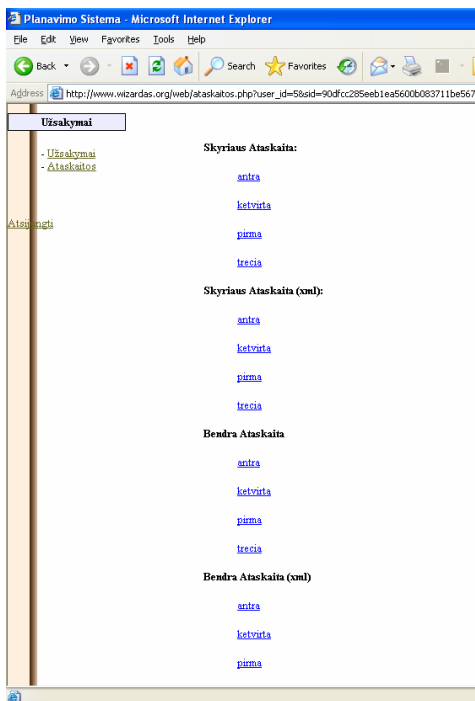 Planavimo Sistema - Microsoft Internet Explorer
File Edit View Favorites Tools Help
Back Search Favorites
Address http://www.wizardas.org/web/ataskaitos.php?user_id=5&sid=90dfcc285eeb1ea5600b083711be567
Užsakymai
- Užsakymai
- Ataskaitos
Atsijungti
Skyriaus Ataskaita:
antra
ketvirta
pirma
trecia
Skyriaus Ataskaita (xml):
antra
ketvirta
pirma
trecia
Bendra Ataskaita
antra
ketvirta
pirma
trecia
Bendra Ataskaita (xml)
antra
ketvirta
pirma